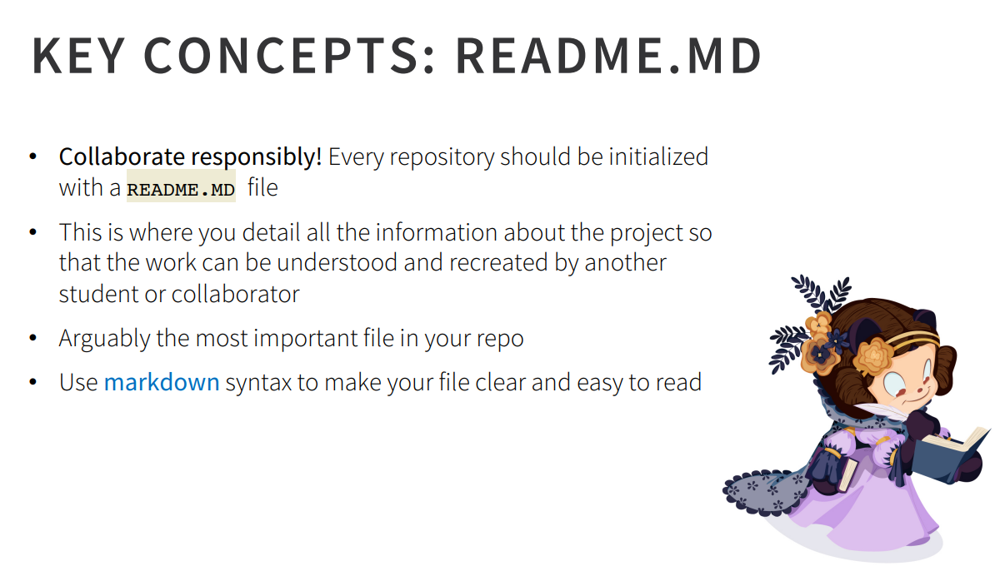 KEY CONCEPTS: README.MD
• Collaborate responsibly! Every repository should be initialized
with a README.MD file
• This is where you detail all the information about the project so
that the work can be understood and recreated by another
student or collaborator
• Arguably the most important file in your repo
• Use markdown syntax to make your file clear and easy to read